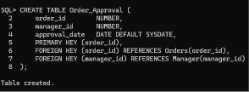 SQL> CREATE TABLE Order_Approval (
2 order_id NUMBER,
3 manager_id NUMBER,
4 approval_date DATE DEFAULT SYSDATE,
5 PRIMARY KEY (order_id),
6 FOREIGN KEY (order_id) REFERENCES Orders(order_id),
7 FOREIGN KEY (manager_id) REFERENCES Manager(manager_id)
8 );
Table created.